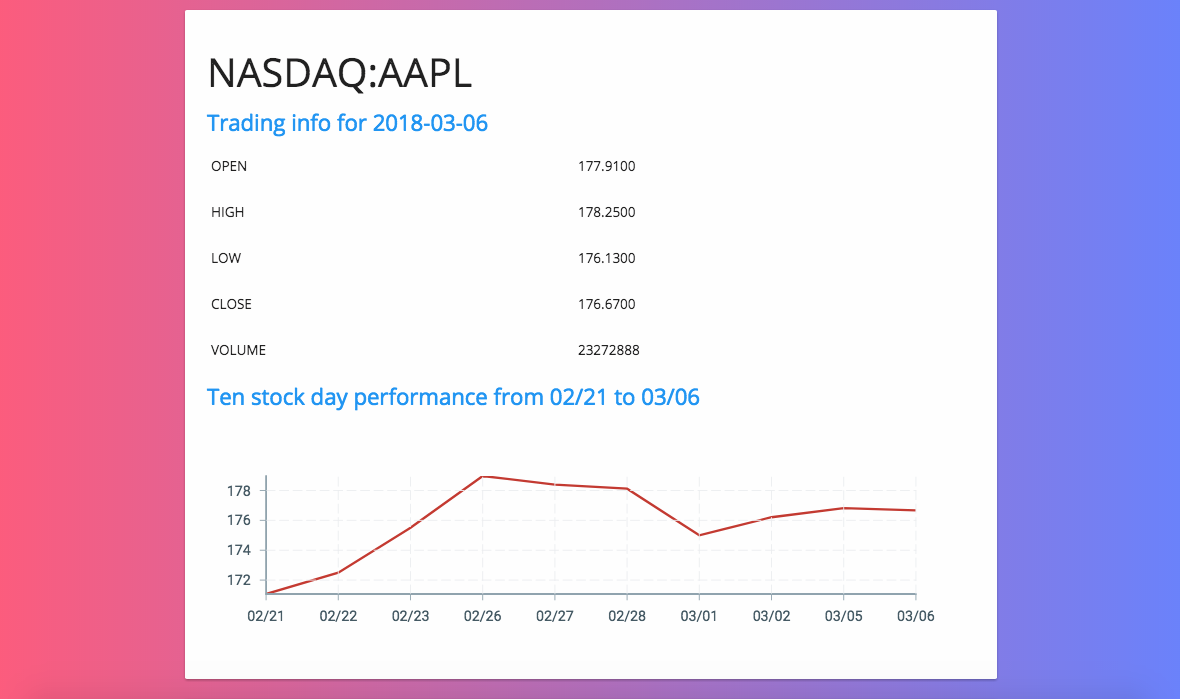 NASDAQ:AAPL
Trading info for 2018-03-06
OPEN 177.9100
HIGH 178.2500
LOW 176.1300
CLOSE 176.6700
VOLUME 23272888
Ten stock day performance from 02/21 to 03/06
178
176
174
172
02/21 02/22 02/23 02/26 02/27 02/28 03/01 03/02 03/05 03/06